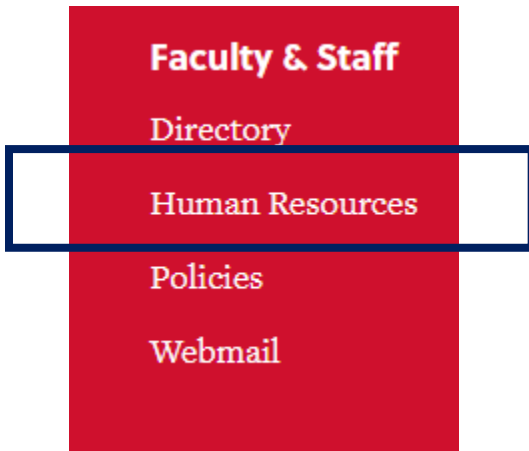 Faculty & Staff
Directory
Human Resources
Policies
Webmail